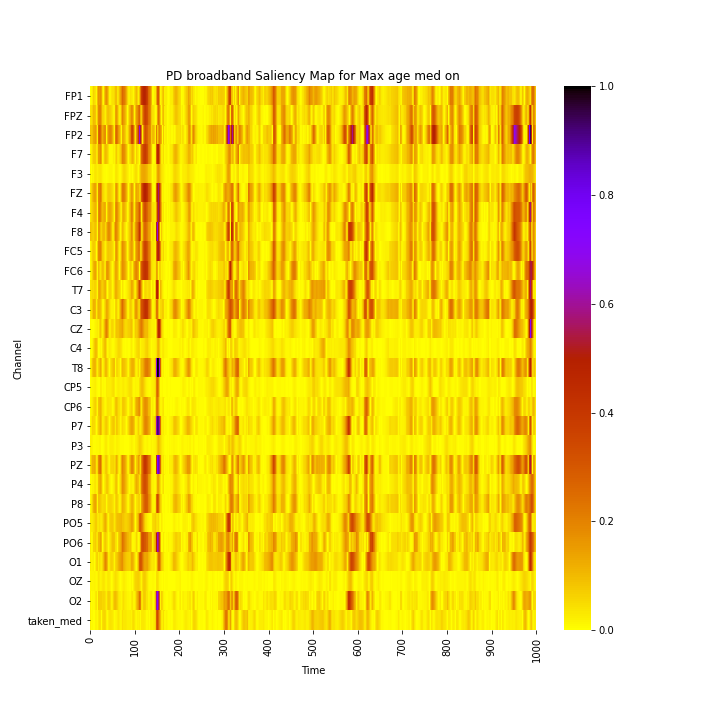 PD broadband Saliency Map for Max age med on
FP1
FPZ
FP2
F7
F3
FZ
F4
F8
FC5
FC6
T7
C3
CZ
C4
T8
CP5
CP6
P7
P3
PZ
P4
P8
PO5
PO6
O1
OZ
O2
taken_med
Channel
0
100
200
300
400
500
600
700
800
900
1000
Time
1.0
0.8
0.6
0.4
0.2
0.0